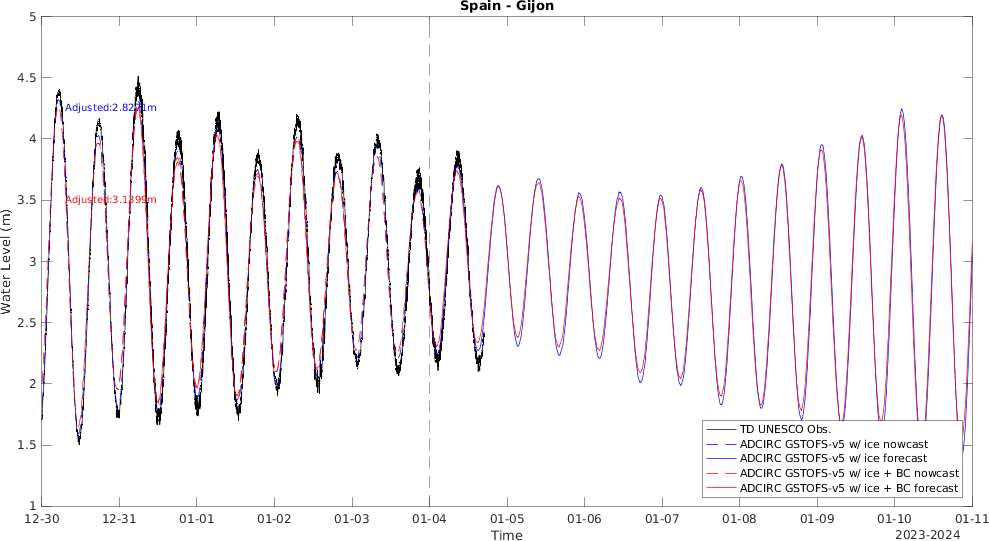 Spain - Gijon
5
4.5
4
3.5
3
2.5
2
1.5
1
Water Level (m)
Adjusted:2.8271m
Adjusted:3.1399m
TD UNESCO Obs.
ADCIRC GSTOFS-v5 w/ ice nowcast
ADCIRC GSTOFS-v5 w/ ice forecast
ADCIRC GSTOFS-v5 w/ ice + BC nowcast
ADCIRC GSTOFS-v5 w/ ice + BC forecast
12-30 12-31 01-01 01-02 01-03 01-04 01-05 01-06 01-07 01-08 01-09 01-10 01-11
Time
2023-2024